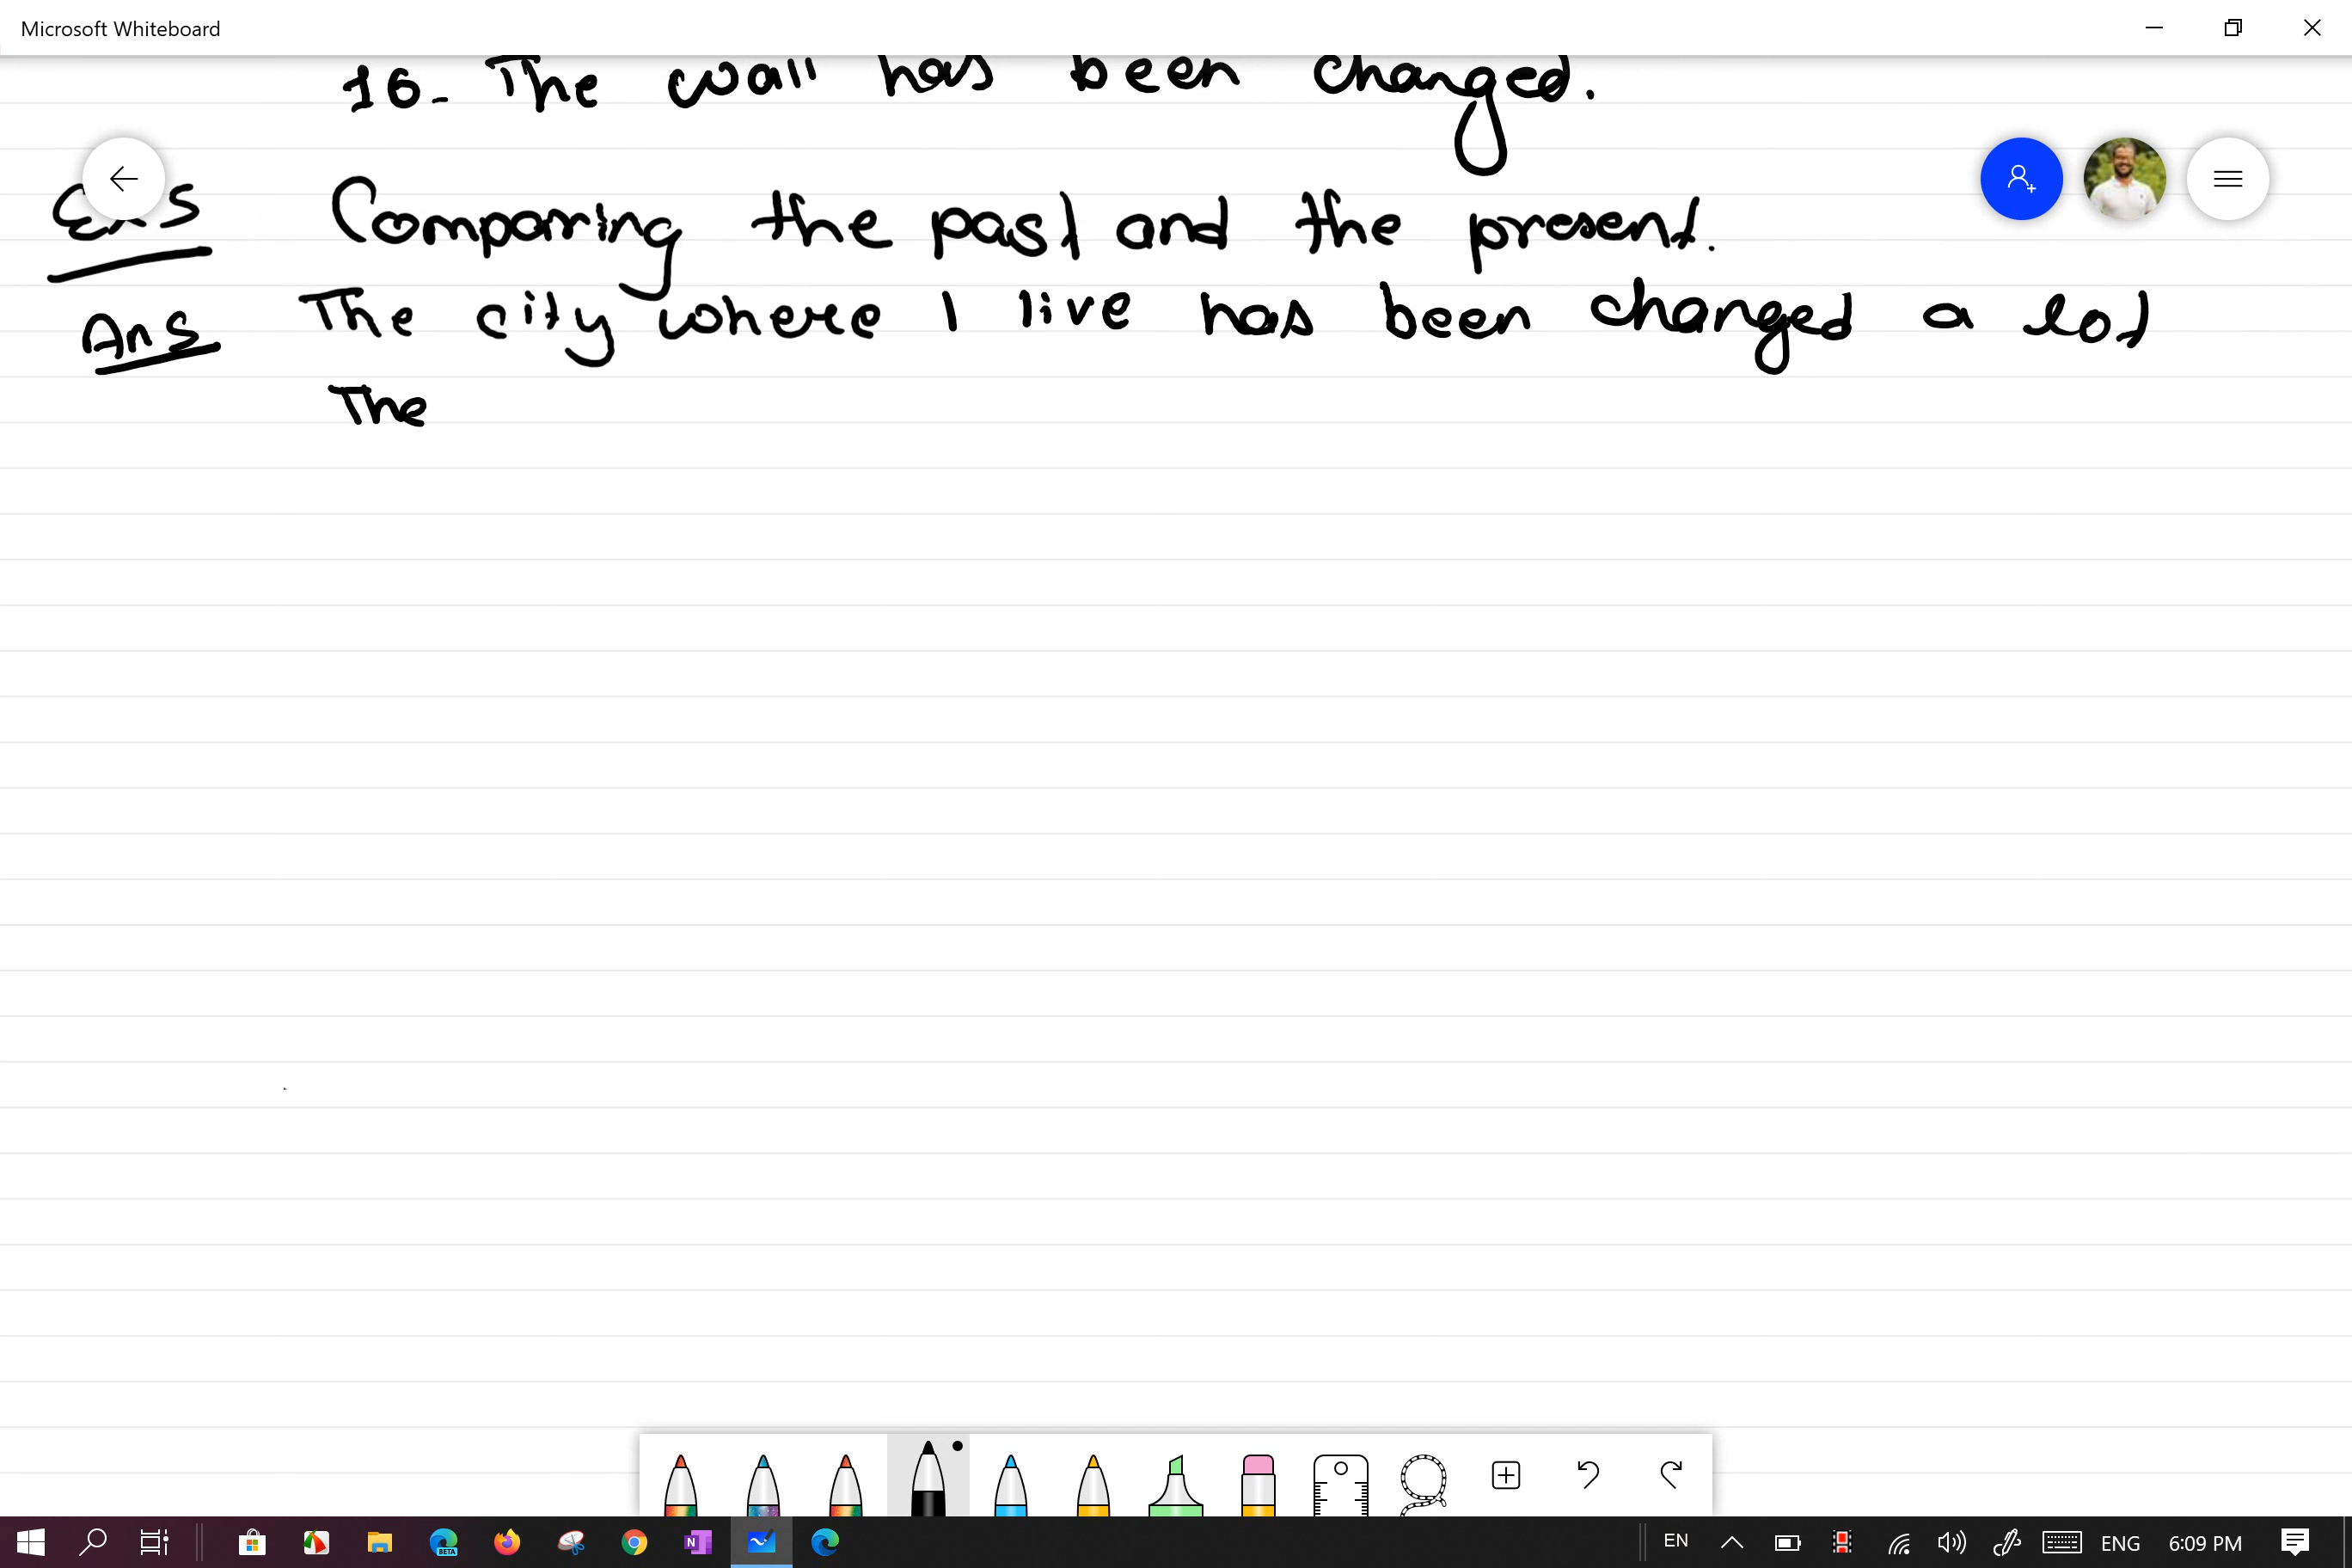 Microsoft Whiteboard
16- The wall has been changed.
Comparing the past and the present.
Ans The city where I live has been changed a lot
The
EN ENG 6:09 PM